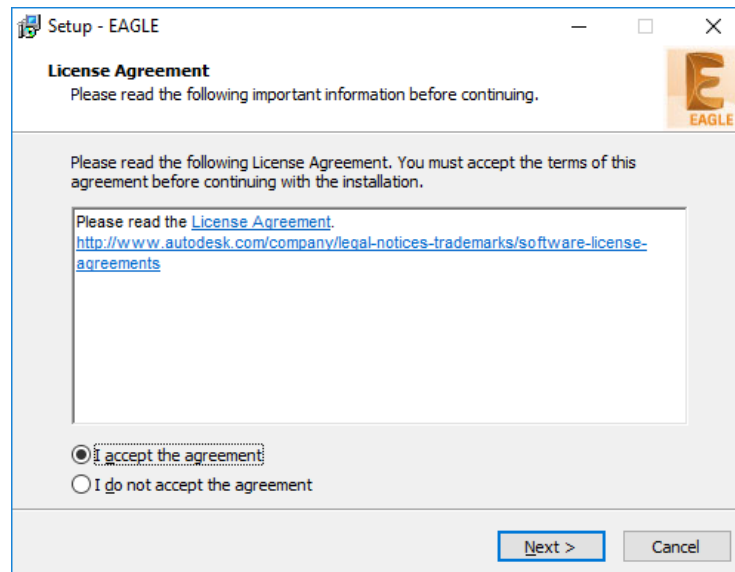 Setup - EAGLE
License Agreement
Please read the following important information before continuing.
EAGLE
Please read the following License Agreement. You must accept the terms of this
agreement before continuing with the installation.
Please read the License Agreement.
http://www.autodesk.com/company/legal-notices-trademarks/software-license-
agreements
I accept the agreement
I do not accept the agreement
Next >
Cancel